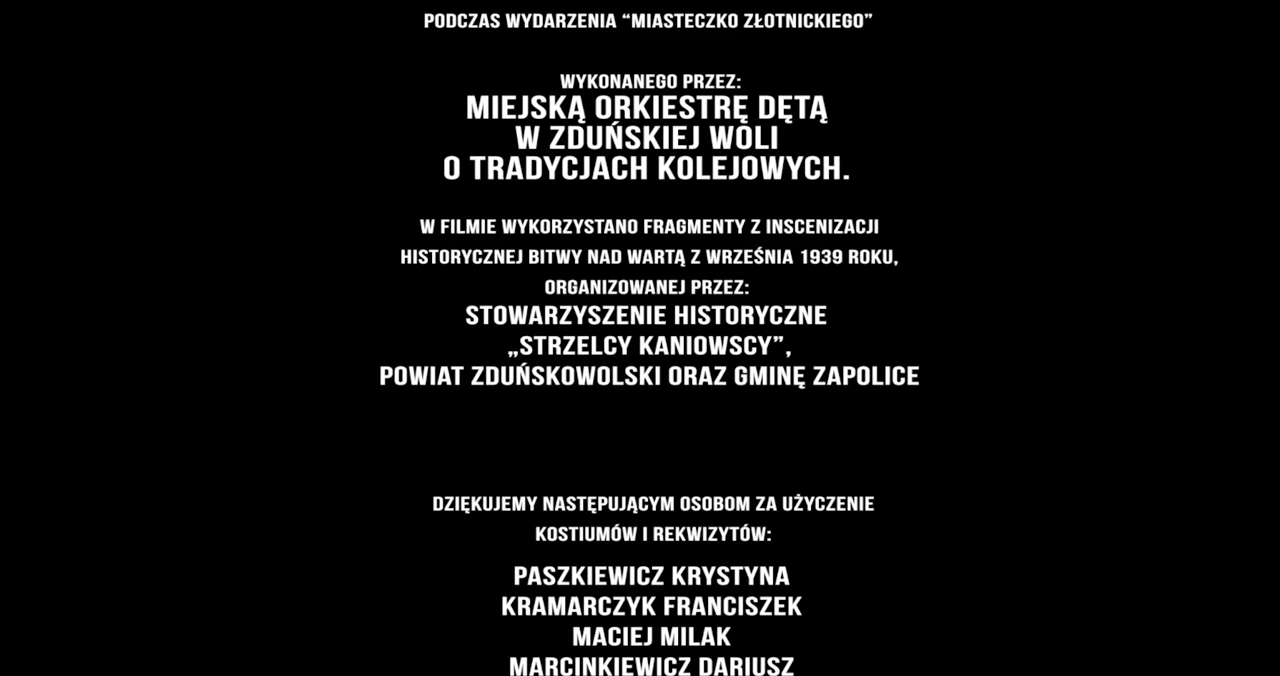 PODCZAS WYDARZENIA “MIASTECZKO ZŁOTNICKIEGO”
WYKONANEGO PRZEZ:
MIEJSKĄ ORKIESTRĘ DĘTĄ
W ZDUŃSKIEJ WOLI
O TRADYCJACH KOLEJOWYCH.
W FILMIE WYKORZYSTANO FRAGMENTY Z INSCENIZACJI
HISTORYCZNEJ BITWY NAD WARTĄ Z WRZEŚNIA 1939 ROKU,
ORGANIZOWANEJ PRZEZ:
STOWARZYSZENIE HISTORYCZNE
„STRZELCY KANIOWSCY”,
POWIAT ZDUŃSKOWOLSKI ORAZ GMINĘ ZAPOLICE
DZIĘKUJEMY NASTĘPUJĄCYM OSOBOM ZA UŻYCZENIE
KOSTIUMÓW I REKWIZYTÓW:
PASZKIEWICZ KRYSTYNA
KRAMARCZYK FRANCISZEK
MACIEJ MILAK
MARCINKIEWICZ DARIUSZ